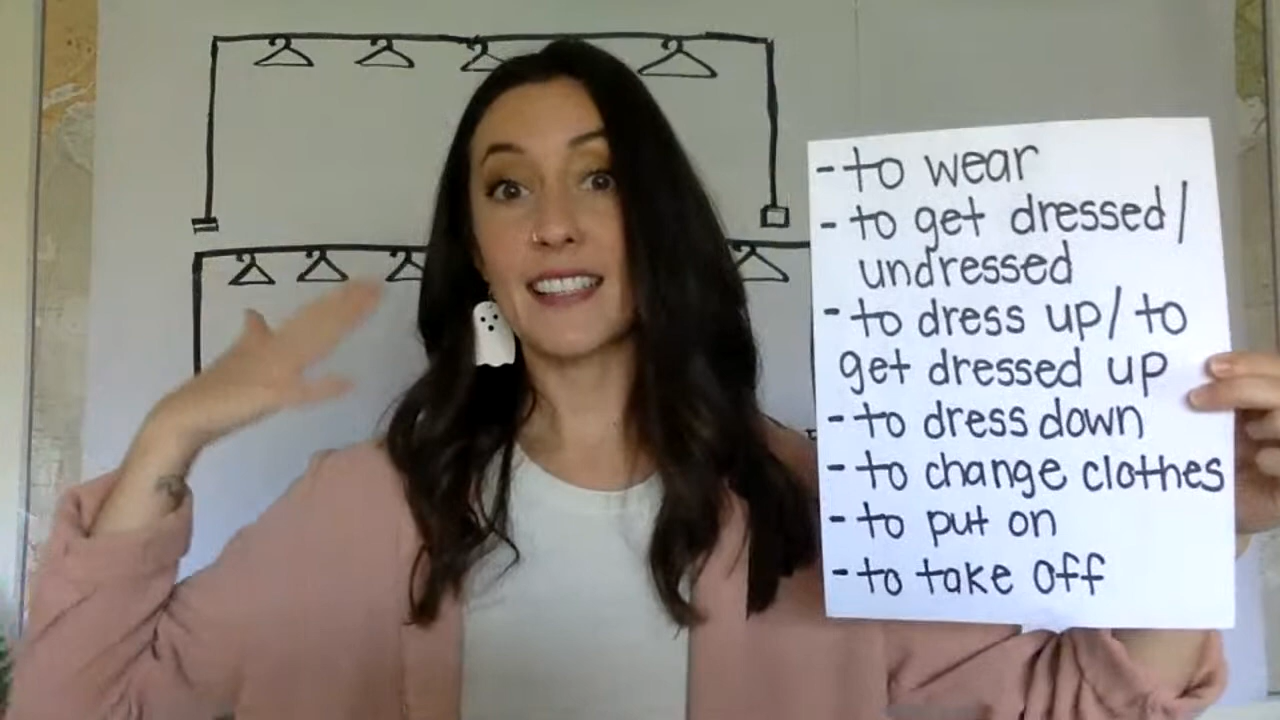 - to wear
- to get dressed/
undressed
- to dress up/to
get dressed up
- to dress down
- to change clothes
- to put on
- to take off